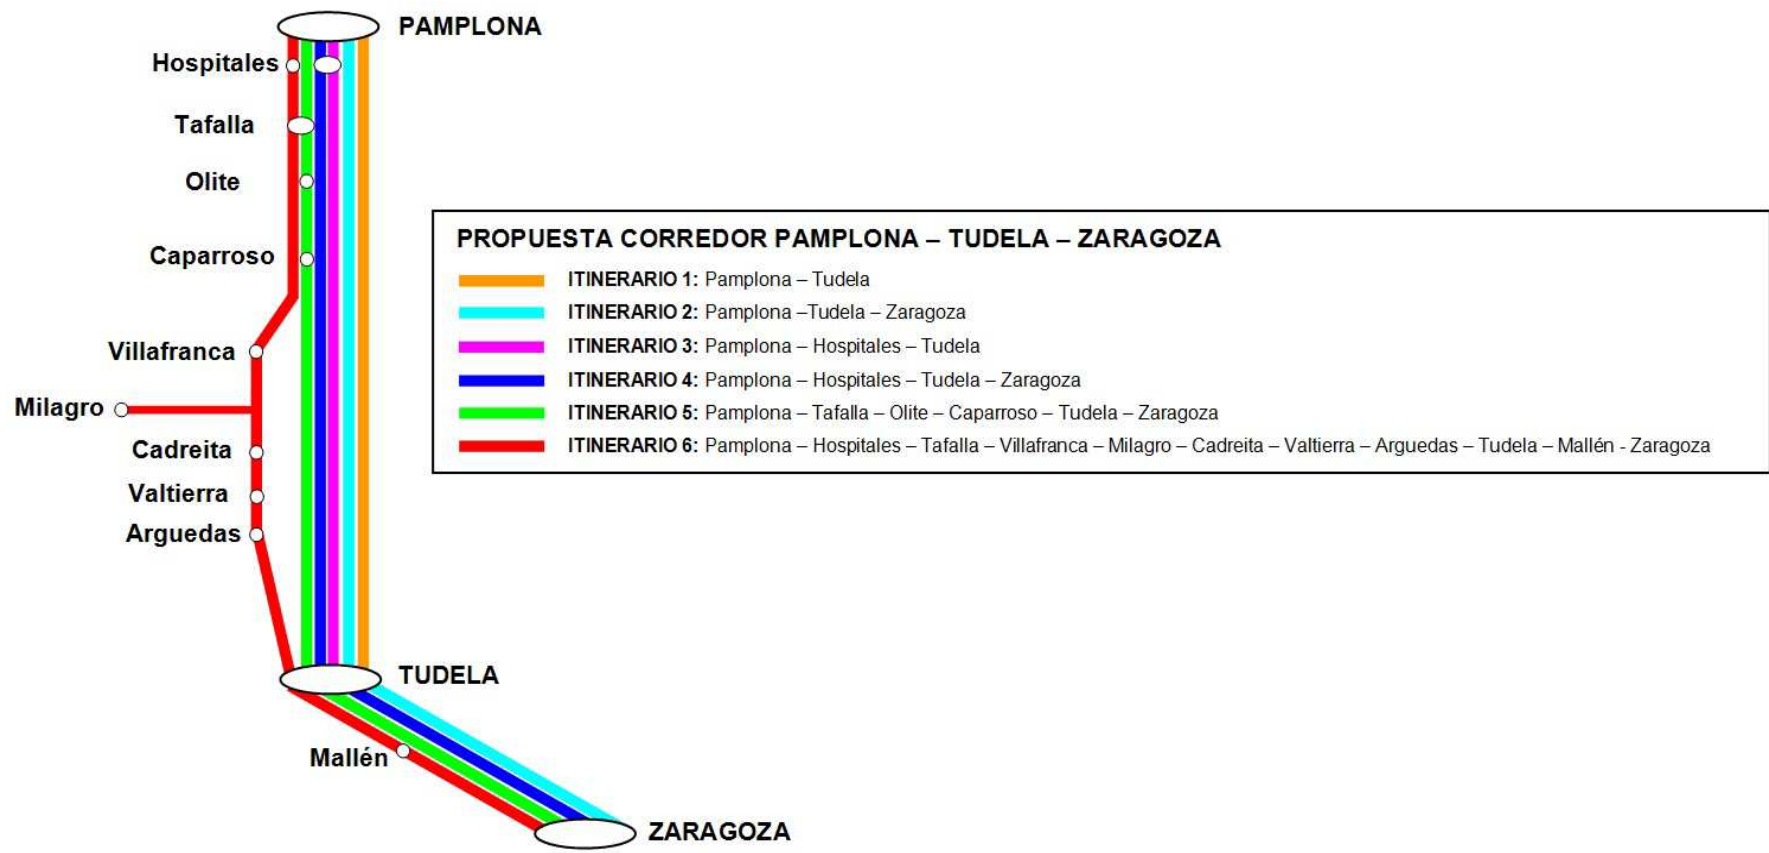 PAMPLONA
Hospitales
Tafalla
Olite
Caparroso
Villafranca
Milagro
Cadreita
Valtierra
Arguedas
TUDELA
Mallén
ZARAGOZA
PROPUESTA CORREDOR PAMPLONA – TUDELA – ZARAGOZA
ITINERARIO 1: Pamplona – Tudela
ITINERARIO 2: Pamplona –Tudela – Zaragoza
ITINERARIO 3: Pamplona – Hospitales – Tudela
ITINERARIO 4: Pamplona – Hospitales – Tudela – Zaragoza
ITINERARIO 5: Pamplona – Tafalla – Olite – Caparroso – Tudela – Zaragoza
ITINERARIO 6: Pamplona – Hospitales – Tafalla – Villafranca – Milagro – Cadreita – Valtierra – Arguedas – Tudela – Mallén - Zaragoza